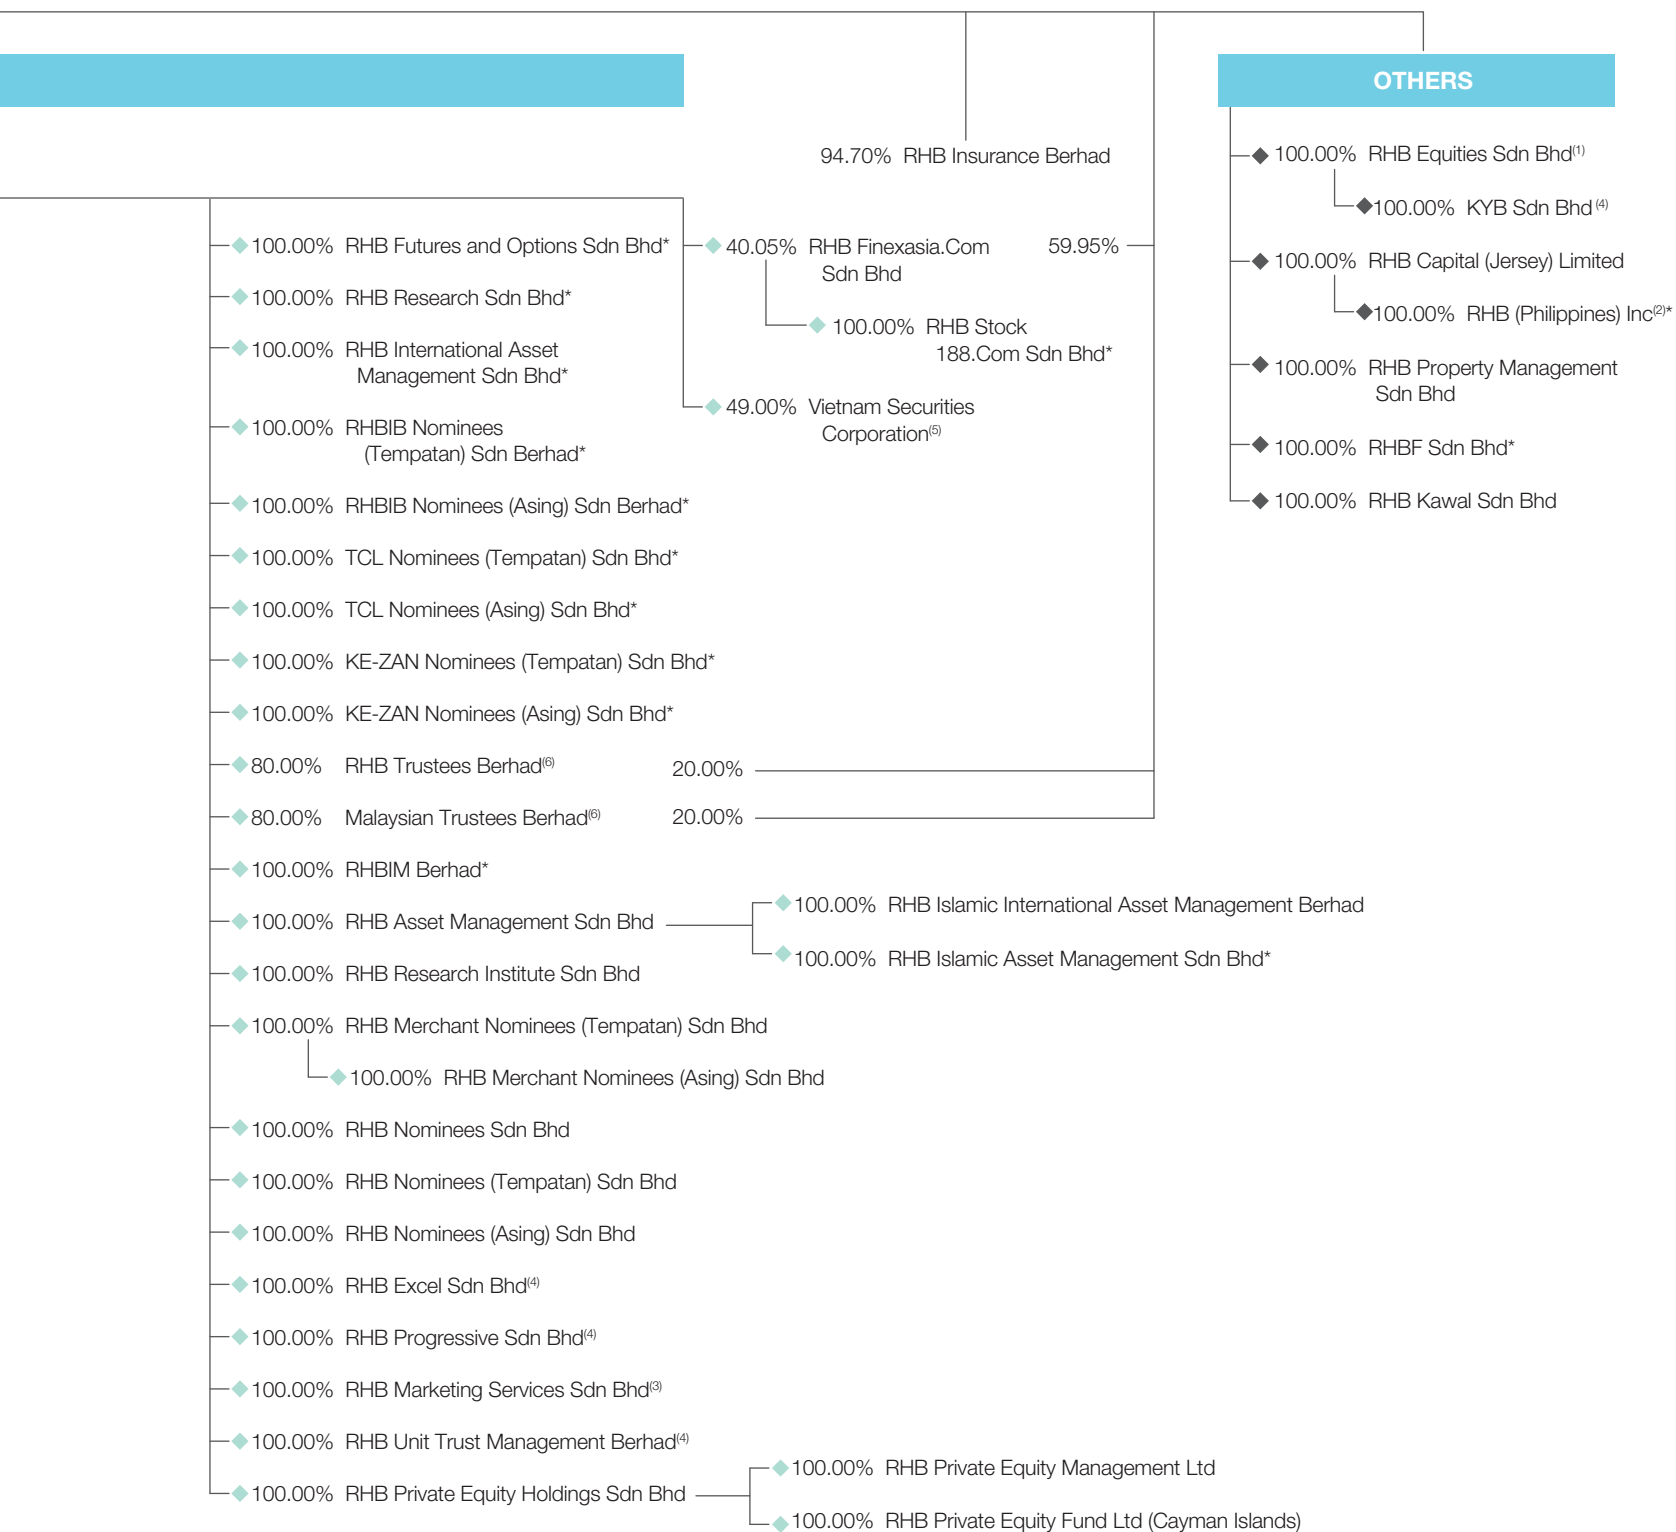 OTHERS
94.70% RHB Insurance Berhad
100.00% RHB Futures and Options Sdn Bhd*
100.00% RHB Research Sdn Bhd*
100.00% RHB International Asset
Management Sdn Bhd*
100.00% RHBIB Nominees
(Tempatan) Sdn Berhad*
100.00% RHBIB Nominees (Asing) Sdn Berhad*
100.00% TCL Nominees (Tempatan) Sdn Bhd*
100.00% TCL Nominees (Asing) Sdn Bhd*
100.00% KE-ZAN Nominees (Tempatan) Sdn Bhd*
100.00% KE-ZAN Nominees (Asing) Sdn Bhd*
80.00% RHB Trustees Berhad(6) 20.00%
80.00% Malaysian Trustees Berhad(6) 20.00%
100.00% RHBIM Berhad*
100.00% RHB Asset Management Sdn Bhd
100.00% RHB Islamic International Asset Management Berhad
100.00% RHB Islamic Asset Management Sdn Bhd*
100.00% RHB Research Institute Sdn Bhd
100.00% RHB Merchant Nominees (Tempatan) Sdn Bhd
100.00% RHB Merchant Nominees (Asing) Sdn Bhd
100.00% RHB Nominees Sdn Bhd
100.00% RHB Nominees (Tempatan) Sdn Bhd
100.00% RHB Nominees (Asing) Sdn Bhd
100.00% RHB Excel Sdn Bhd(4)
100.00% RHB Progressive Sdn Bhd(4)
100.00% RHB Marketing Services Sdn Bhd(3)
100.00% RHB Unit Trust Management Berhad(4)
100.00% RHB Private Equity Holdings Sdn Bhd
100.00% RHB Private Equity Management Ltd
100.00% RHB Private Equity Fund Ltd (Cayman Islands)
40.05% RHB Finexasia.Com 59.95%
Sdn Bhd
100.00% RHB Stock
188.Com Sdn Bhd*
49.00% Vietnam Securities
Corporation(5)
100.00% RHB Equities Sdn Bhd(1)
100.00% KYB Sdn Bhd (4)
100.00% RHB Capital (Jersey) Limited
100.00% RHB (Philippines) Inc(2)*
100.00% RHB Property Management
Sdn Bhd
100.00% RHBF Sdn Bhd*
100.00% RHB Kawal Sdn Bhd